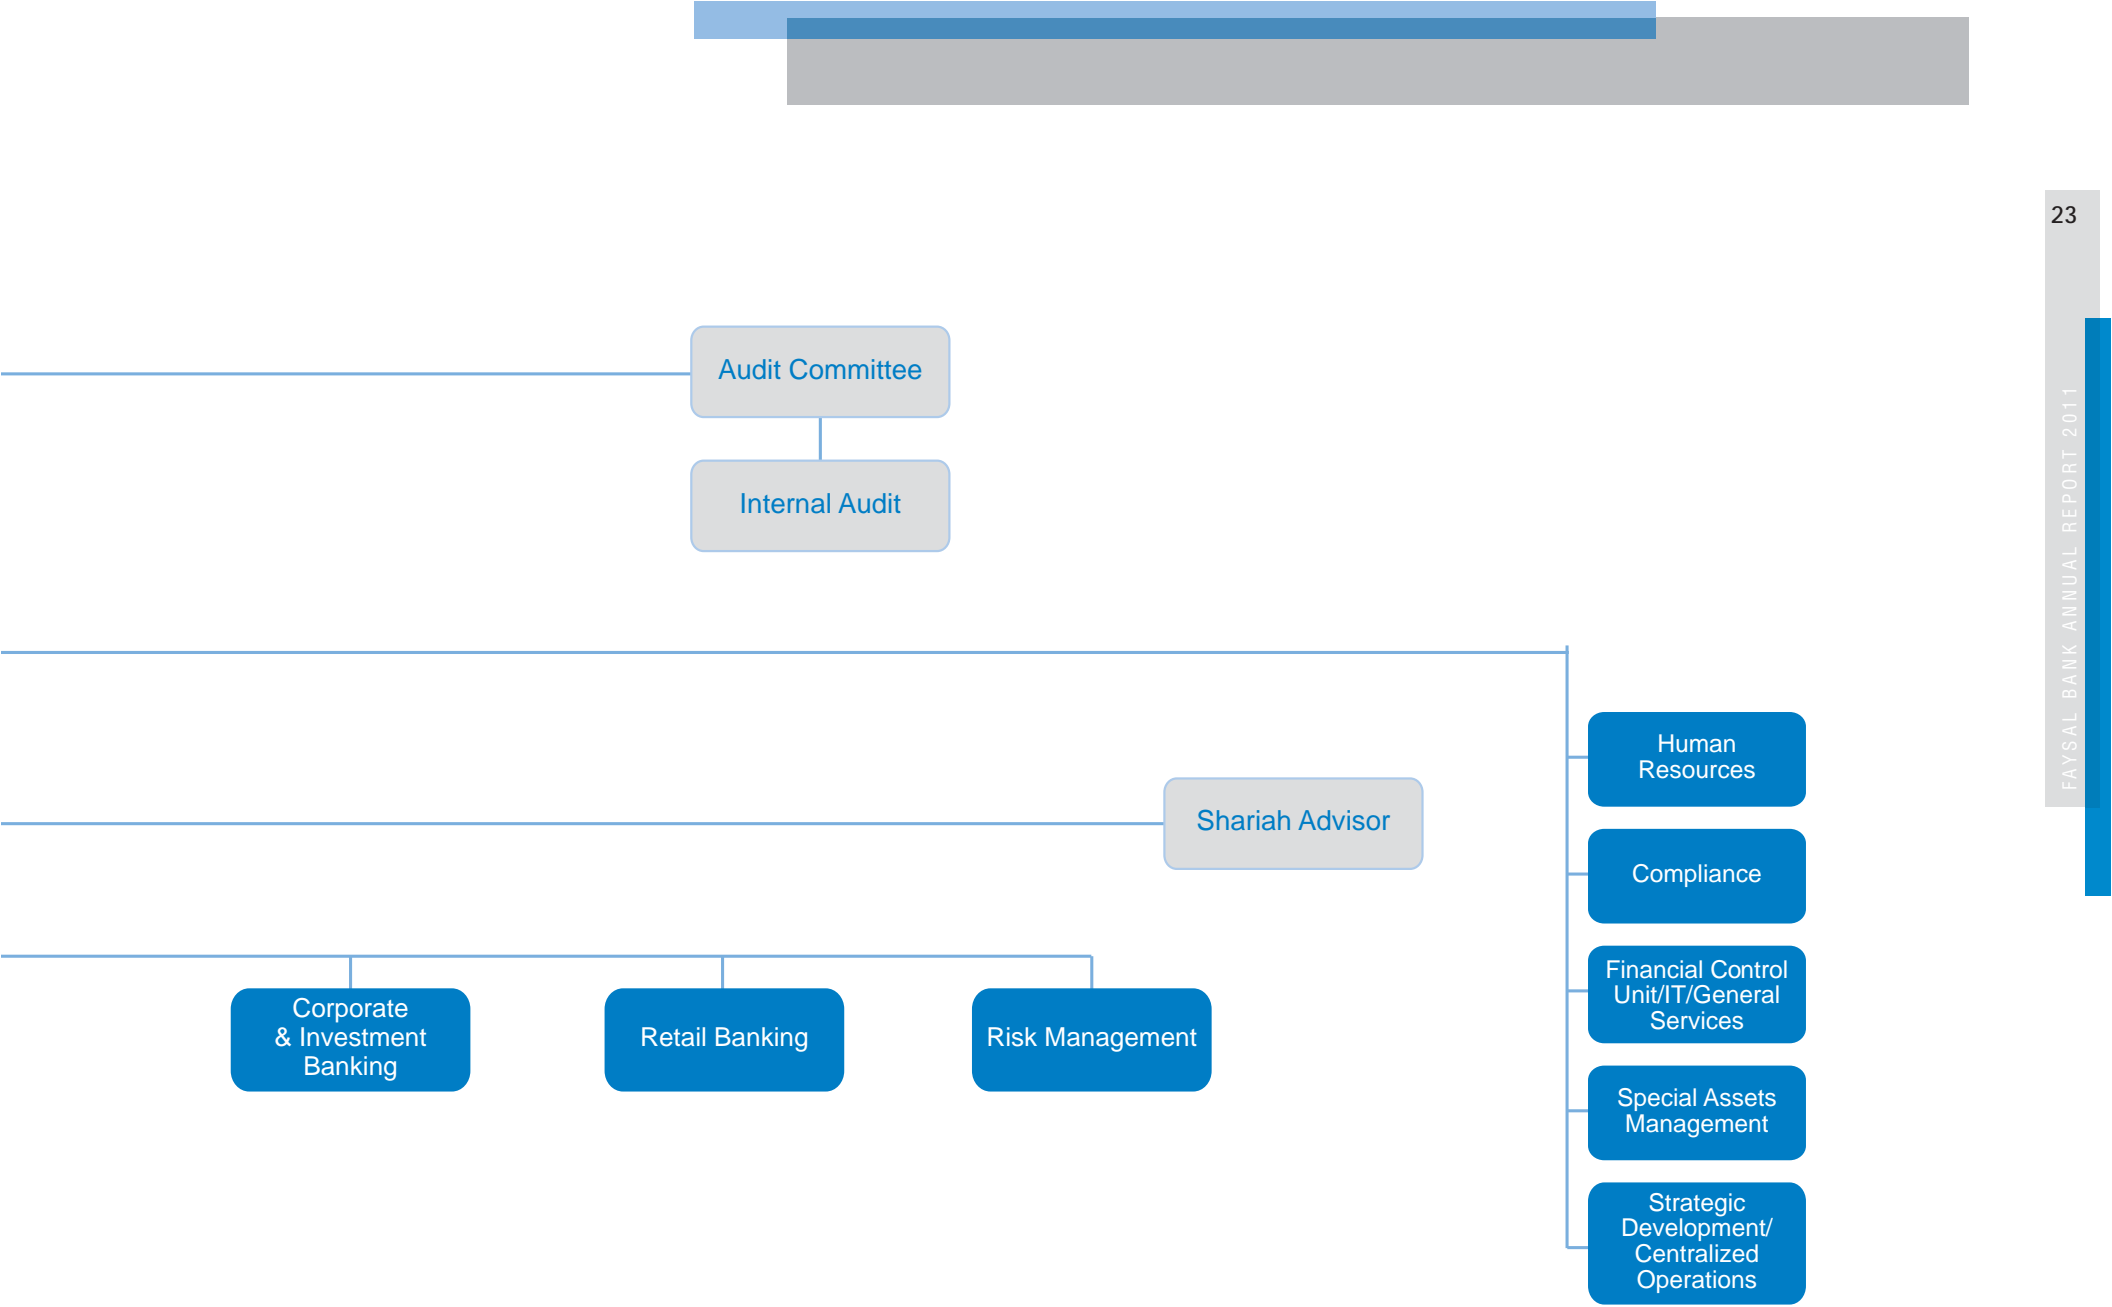 23
FAYSAL BANK ANNUAL REPORT 2011
Audit Committee
Internal Audit
Human
Resources
Shariah Advisor
Compliance
Financial Control
Unit/IT/General
Services
Corporate
& Investment
Banking
Retail Banking
Risk Management
Special Assets
Management
Strategic
Development/
Centralized
Operations